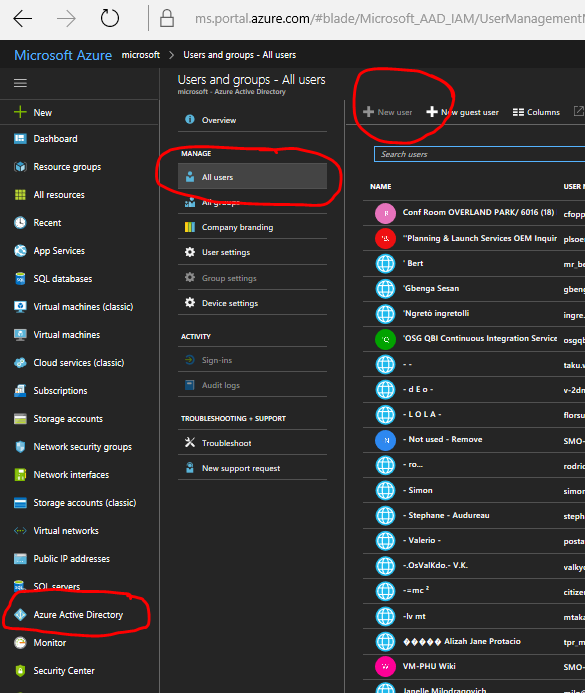 ms.portal.azure.com/#blade/Microsoft_AAD_IAM/UserManagement
Microsoft Azure microsoft > Users and groups - All users
New
Dashboard
Resource groups
All resources
Recent
App Services
SQL databases
Virtual machines (classic)
Virtual machines
Cloud services (classic)
Subscriptions
Storage accounts
Network security groups
Network interfaces
Storage accounts (classic)
Virtual networks
Public IP addresses
SQL servers
Azure Active Directory
Monitor
Security Center
Users and groups - All users
microsoft - Azure Active Directory
Overview
MANAGE
All users
All groups
Company branding
User settings
Group settings
Device settings
ACTIVITY
Sign-ins
Audit logs
TROUBLESHOOTING + SUPPORT
Troubleshoot
New support request
New user New guest user Columns
Search users
NAME USER N
Conf Room OVERLAND PARK/ 6016 (18) cfopp
"Planning & Launch Services OEM Inquir plsoe
' Bert mr_be
'Gbenga Sesan gbeng
'Ngretò ingretolli ingre.
'OSG QBI Continuous Integration Service osgqb
- - taku.v
- d E o - v-2dn
- L O L A - florsu
N - Not used - Remove SMO-
- ro... rodric
- Simon simon
- Stephane - Audureau steph
- Valerio - posta
-.OsValKdo.- V.K. valkye
-=mc ² citizer
-lv mt mtaka
����� Alizah Jane Protacio tpr_m
VM-PHU Wiki SMO-
Janelle Milodragovich